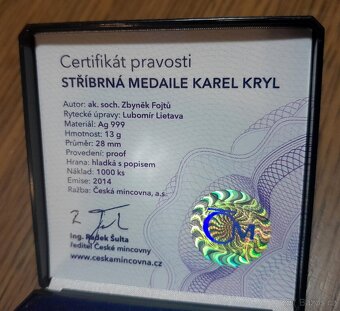 Certifikát pravosti
STŘÍBRNÁ MEDAILE KAREL KRYL
Autor: ak. soch. Zbyněk Fojtů
Rytecké úpravy: Lubomír Lietava
Materiál: Ag 999
Hmotnost: 13 g
Průměr: 28 mm
Provedení: proof
Hrana: hladká s popisem
Náklad: 1000 ks
Emise: 2014
Ražba: Česká mincovna, a.s.
CM
Ing. Radek Šulta
ředitel České mincovny
www.ceskamincovna.cz